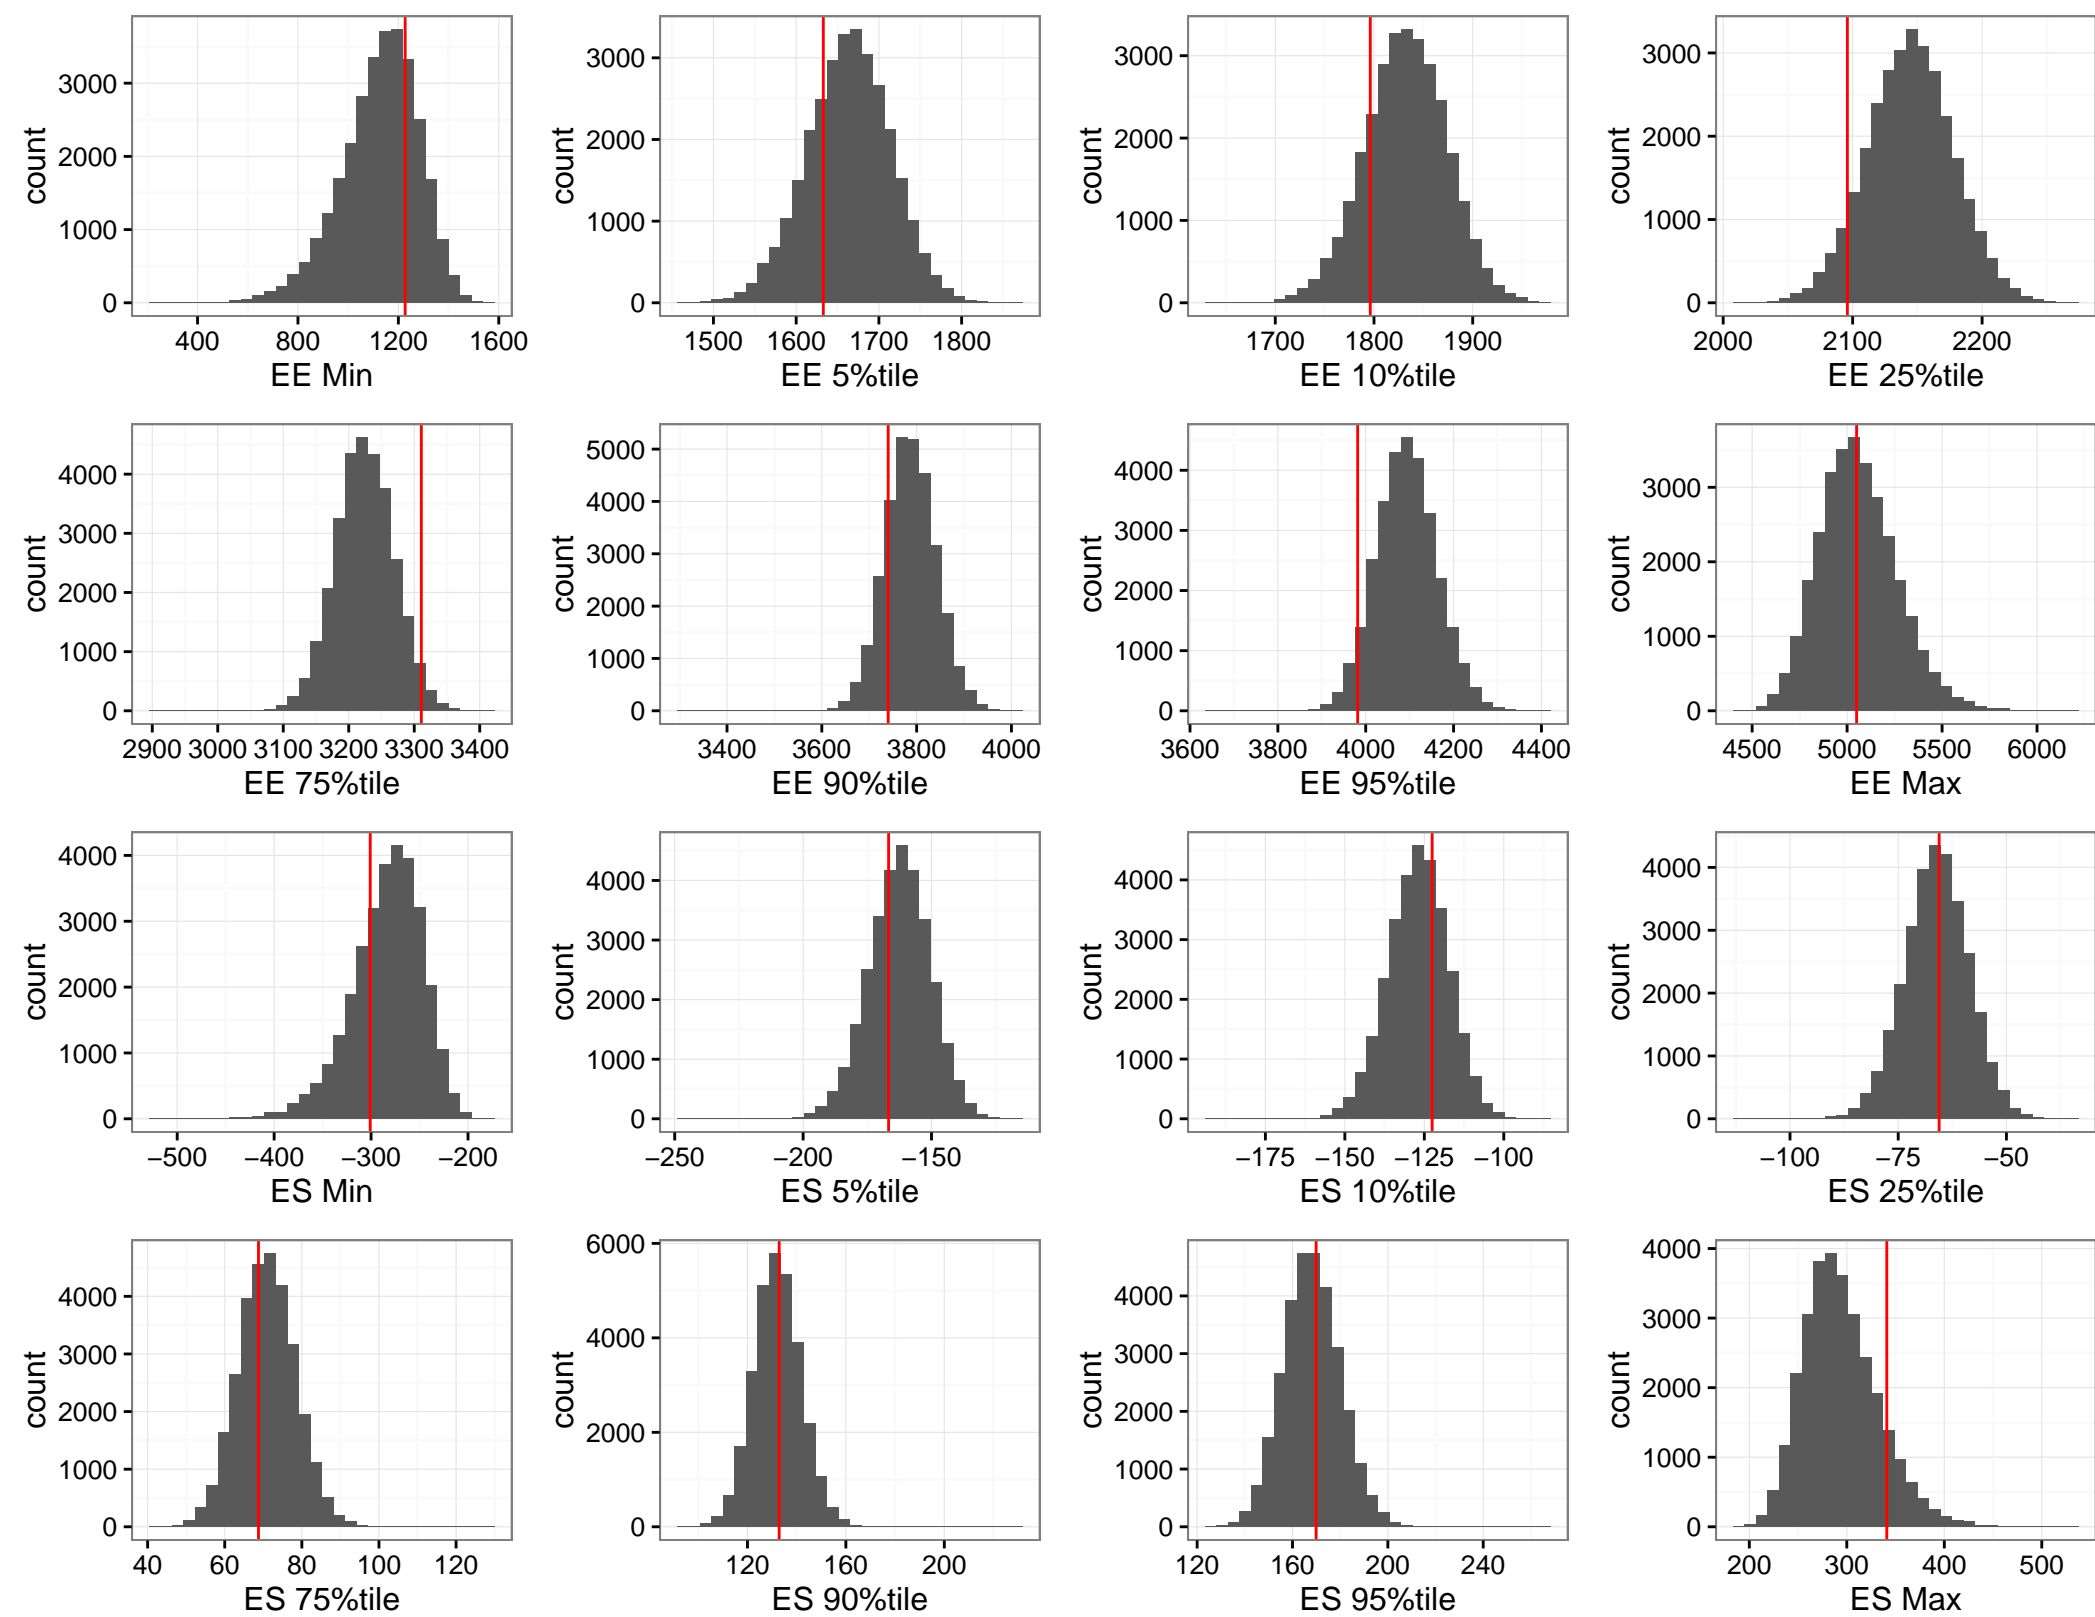 count
3000
2000
1000
0
400 800 1200 1600
EE Min
count
3000
2000
1000
0
1500 1600 1700 1800
EE 5%tile
count
3000
2000
1000
0
1700 1800 1900
EE 10%tile
count
3000
2000
1000
0
2000 2100 2200
EE 25%tile
count
4000
3000
2000
1000
0
2900 3000 3100 3200 3300 3400
EE 75%tile
count
5000
4000
3000
2000
1000
0
3400 3600 3800 4000
EE 90%tile
count
4000
3000
2000
1000
0
3600 3800 4000 4200 4400
EE 95%tile
count
3000
2000
1000
0
4500 5000 5500 6000
EE Max
count
4000
3000
2000
1000
0
−500 −400 −300 −200
ES Min
count
4000
3000
2000
1000
0
−250 −200 −150
ES 5%tile
count
4000
3000
2000
1000
0
−175 −150 −125 −100
ES 10%tile
count
4000
3000
2000
1000
0
−100 −75 −50
ES 25%tile
count
4000
3000
2000
1000
0
40 60 80 100 120
ES 75%tile
count
6000
4000
2000
0
120 160 200
ES 90%tile
count
4000
3000
2000
1000
0
120 160 200 240
ES 95%tile
count
4000
3000
2000
1000
0
200 300 400 500
ES Max